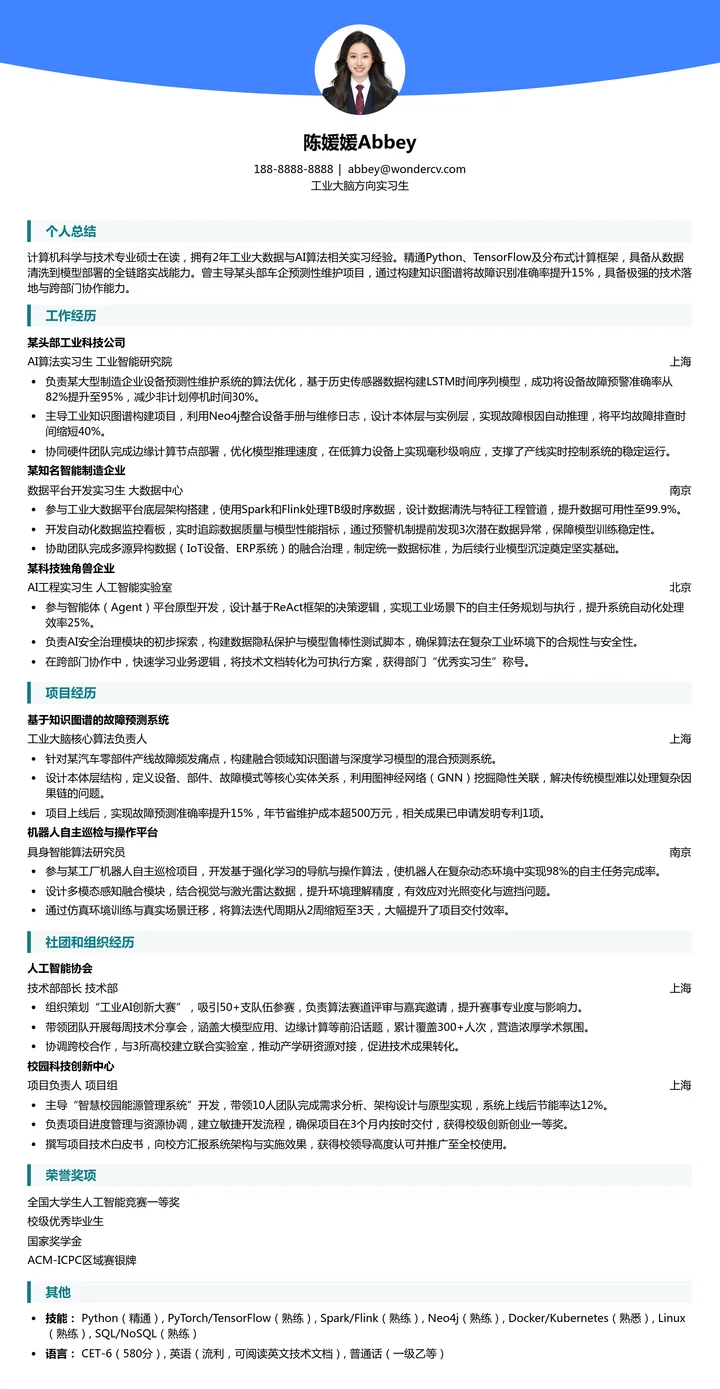 陈媛媛Abbey
188-8888-8888 | abbey@wondercv.com
工业大脑方向实习生
个人总结
计算机科学与技术专业硕士在读，拥有2年工业大数据与AI算法相关实习经验。精通Python、TensorFlow及分布式计算框架，具备从数据
清洗到模型部署的全链路实战能力。曾主导某头部车企预测性维护项目，通过构建知识图谱将故障识别准确率提升15%，具备极强的技术落
地与跨部门协作能力。
工作经历
某头部工业科技公司
AI算法实习生 工业智能研究院 上海
• 负责某大型制造企业设备预测性维护系统的算法优化，基于历史传感器数据构建LSTM时间序列模型，成功将设备故障预警准确率从
82%提升至95%，减少非计划停机时间30%。
• 主导工业知识图谱构建项目，利用Neo4j整合设备手册与维修日志，设计本体层与实例层，实现故障根因自动推理，将平均故障排查时
间缩短40%。
• 协同硬件团队完成边缘计算节点部署，优化模型推理速度，在低算力设备上实现毫秒级响应，支撑了产线实时控制系统的稳定运行。
某知名智能制造企业
数据平台开发实习生 大数据中心 南京
• 参与工业大数据平台底层架构搭建，使用Spark和Flink处理TB级时序数据，设计数据清洗与特征工程管道，提升数据可用性至99.9%。
• 开发自动化数据监控看板，实时追踪数据质量与模型性能指标，通过预警机制提前发现3次潜在数据异常，保障模型训练稳定性。
• 协助团队完成多源异构数据（IoT设备、ERP系统）的融合治理，制定统一数据标准，为后续行业模型沉淀奠定坚实基础。
某科技独角兽企业
AI工程实习生 人工智能实验室 北京
• 参与智能体（Agent）平台原型开发，设计基于ReAct框架的决策逻辑，实现工业场景下的自主任务规划与执行，提升系统自动化处理
效率25%。
• 负责AI安全治理模块的初步探索，构建数据隐私保护与模型鲁棒性测试脚本，确保算法在复杂工业环境下的合规性与安全性。
• 在跨部门协作中，快速学习业务逻辑，将技术文档转化为可执行方案，获得部门“优秀实习生”称号。
项目经历
基于知识图谱的故障预测系统
工业大脑核心算法负责人 上海
• 针对某汽车零部件产线故障频发痛点，构建融合领域知识图谱与深度学习模型的混合预测系统。
• 设计本体层结构，定义设备、部件、故障模式等核心实体关系，利用图神经网络（GNN）挖掘隐性关联，解决传统模型难以处理复杂因
果链的问题。
• 项目上线后，实现故障预测准确率提升15%，年节省维护成本超500万元，相关成果已申请发明专利1项。
机器人自主巡检与操作平台
具身智能算法研究员 南京
• 参与某工厂机器人自主巡检项目，开发基于强化学习的导航与操作算法，使机器人在复杂动态环境中实现98%的自主任务完成率。
• 设计多模态感知融合模块，结合视觉与激光雷达数据，提升环境理解精度，有效应对光照变化与遮挡问题。
• 通过仿真环境训练与真实场景迁移，将算法迭代周期从2周缩短至3天，大幅提升了项目交付效率。
社团和组织经历
人工智能协会
技术部部长 技术部 上海
• 组织策划“工业AI创新大赛”，吸引50+支队伍参赛，负责算法赛道评审与嘉宾邀请，提升赛事专业度与影响力。
• 带领团队开展每周技术分享会，涵盖大模型应用、边缘计算等前沿话题，累计覆盖300+人次，营造浓厚学术氛围。
• 协调跨校合作，与3所高校建立联合实验室，推动产学研资源对接，促进技术成果转化。
校园科技创新中心
项目负责人 项目组 上海
• 主导“智慧校园能源管理系统”开发，带领10人团队完成需求分析、架构设计与原型实现，系统上线后节能率达12%。
• 负责项目进度管理与资源协调，建立敏捷开发流程，确保项目在3个月内按时交付，获得校级创新创业一等奖。
• 撰写项目技术白皮书，向校方汇报系统架构与实施效果，获得校领导高度认可并推广至全校使用。
荣誉奖项
全国大学生人工智能竞赛一等奖
校级优秀毕业生
国家奖学金
ACM-ICPC区域赛银牌
其他
• 技能： Python（精通）, PyTorch/TensorFlow（熟练）, Spark/Flink（熟练）, Neo4j（熟练）, Docker/Kubernetes（熟悉）, Linux
（熟练）, SQL/NoSQL（熟练）
• 语言： CET-6（580分）, 英语（流利，可阅读英文技术文档）, 普通话（一级乙等）